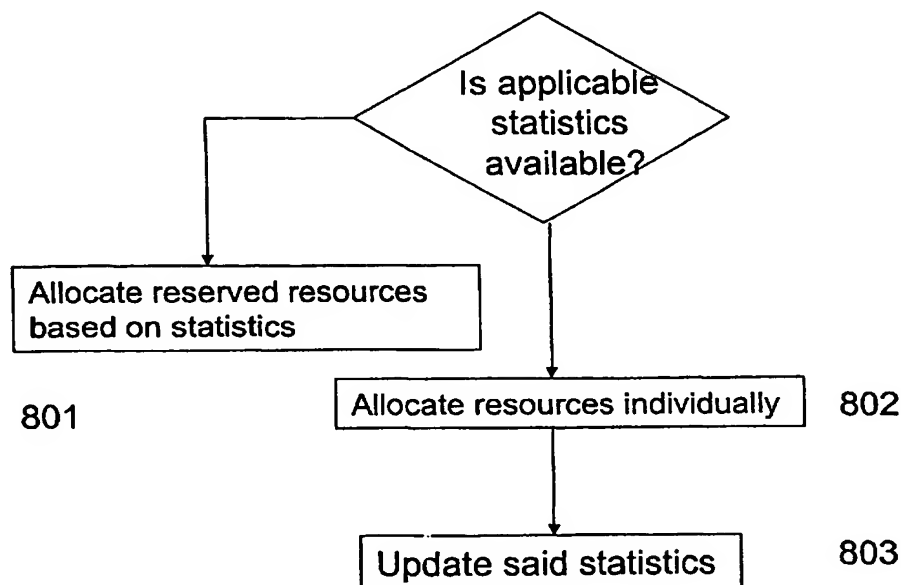 Is applicable
statistics
available?
Allocate reserved resources
based on statistics
801
Allocate resources individually
802
Update said statistics
803